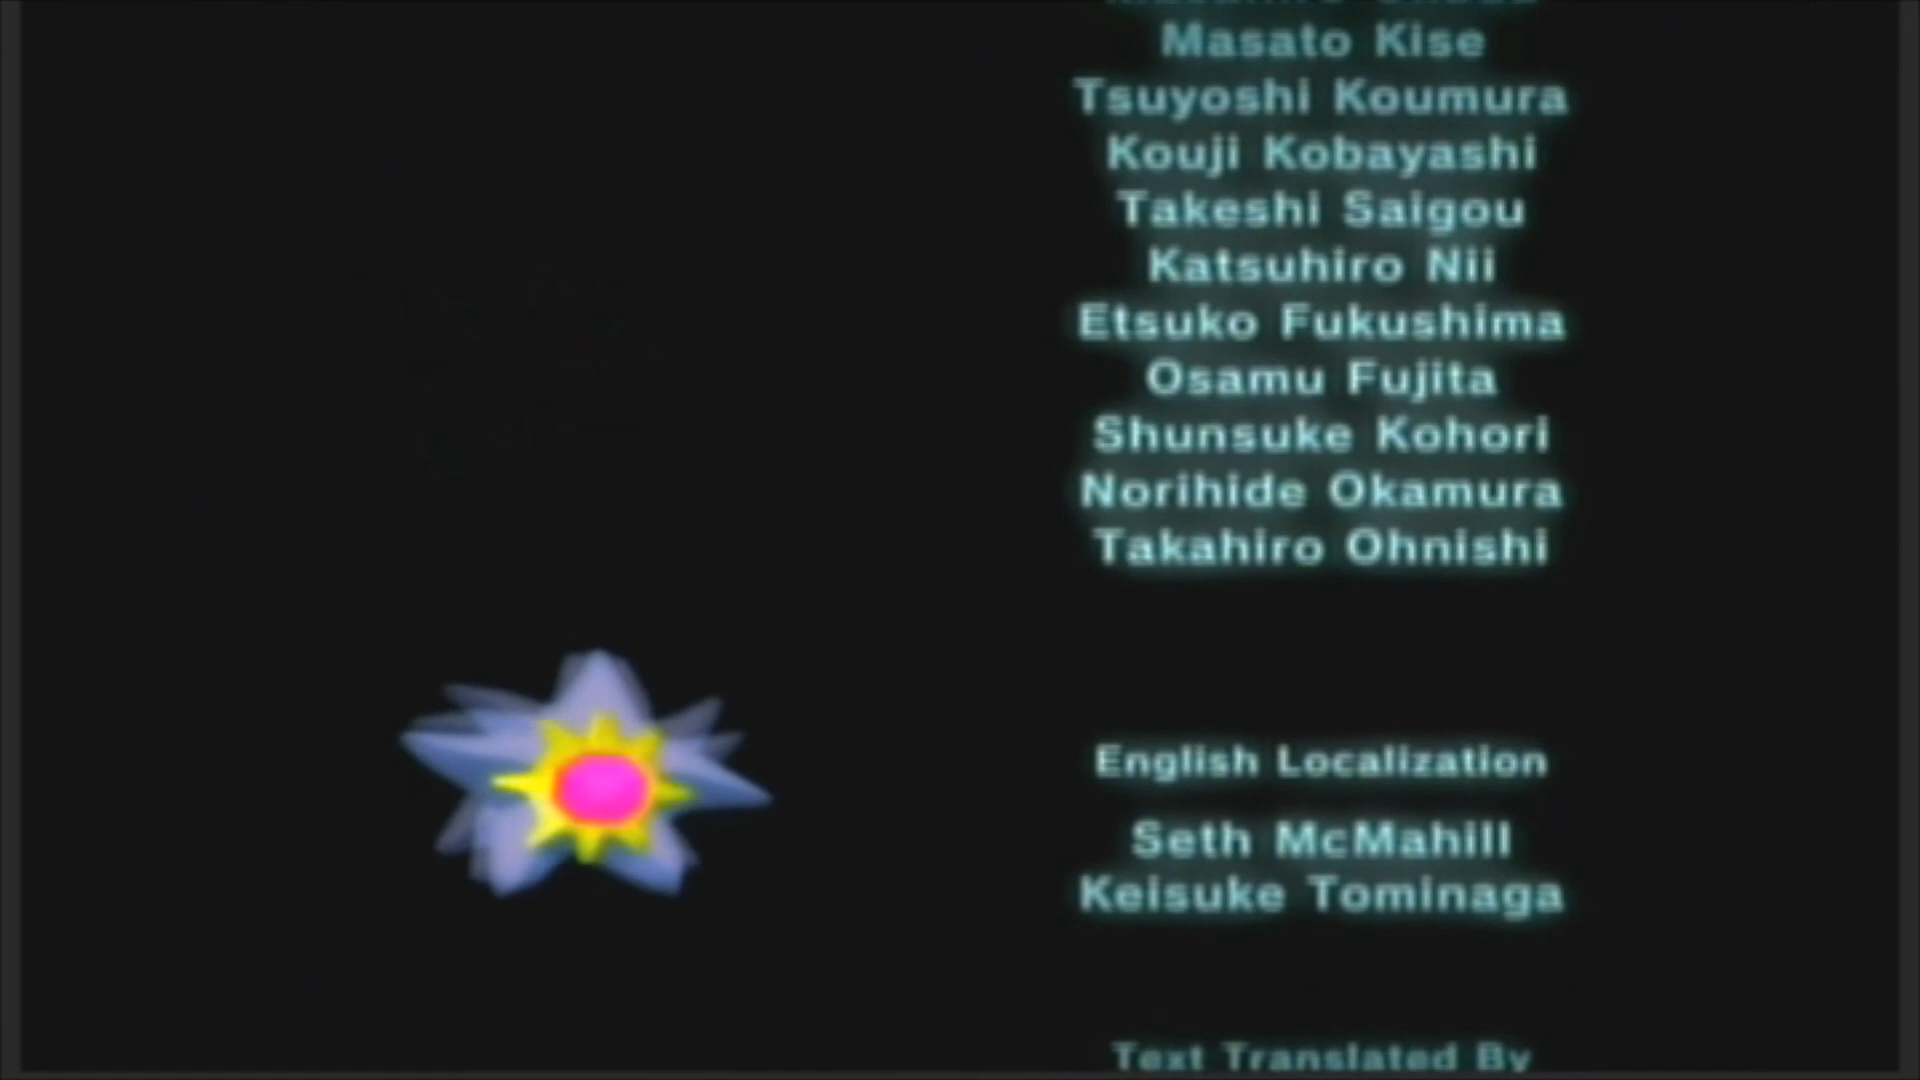 Masato Kise
Tsuyoshi Koumura
Kouji Kobayashi
Takeshi Saigou
Katsuhiro Nii
Etsuko Fukushima
Osamu Fujita
Shunsuke Kohori
Norihide Okamura
Takahiro Ohnishi
English Localization
Seth McMahill
Keisuke Tominaga
Text Translated By